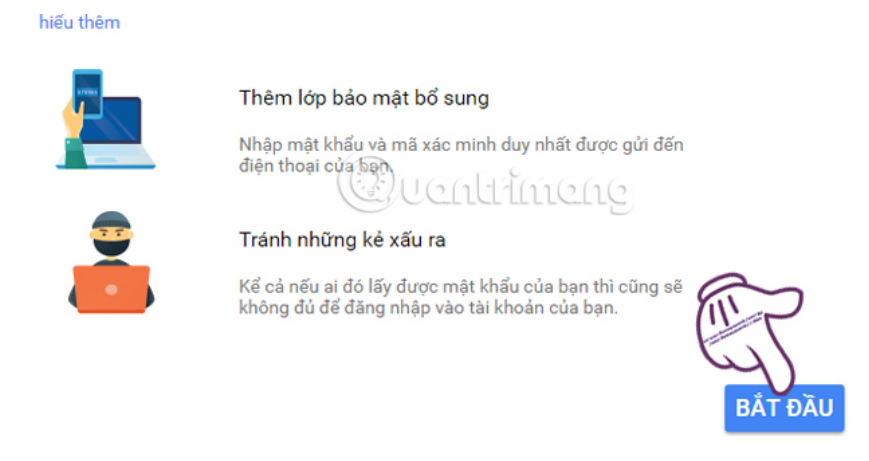 hiếu thêm
Thêm lớp bảo mật bổ sung
Nhập mật khẩu và mã xác minh duy nhất được gửi đến
điện thoại của bạn.
Quantrimang
Tránh những kẻ xấu ra
Kể cả nếu ai đó lấy được mật khẩu của bạn thì cũng sẽ
không đủ để đăng nhập vào tài khoản của bạn.
BẮT ĐẦU